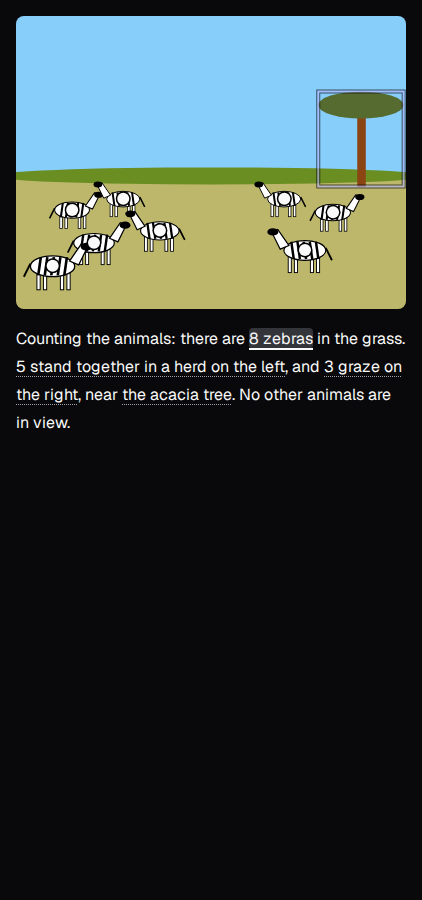 Counting the animals: there are 8 zebras in the grass.
5 stand together in a herd on the left, and 3 graze on
the right, near the acacia tree. No other animals are
in view.